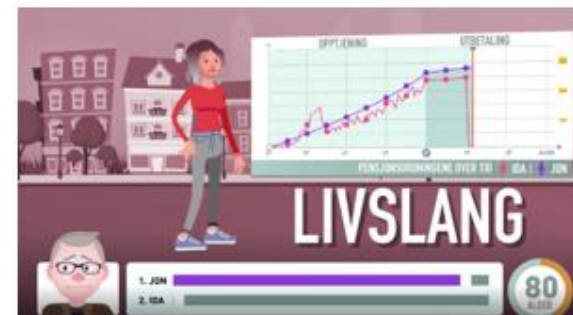 OPPTJENING UTBETALING
PENSJONSORDNINGENE OVER TID IDA JON
LIVSLANG
1. JON
2. IDA
80
ALDER